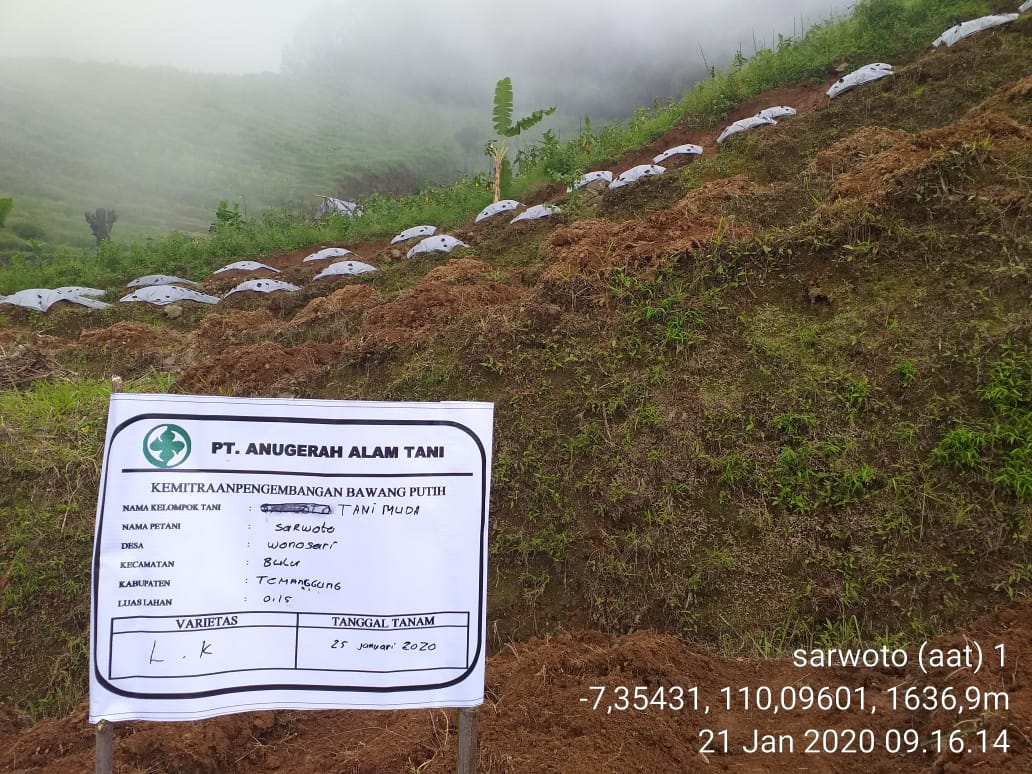 PT. ANUGERAH ALAM TANI
KEMITRAANPENGEMBANGAN BAWANG PUTIH
NAMA KELOMPOK TANI : TANI MUDA
NAMA PETANI : SARWOTO
DESA : WONOSARI
KECAMATAN : BULU
KABUPATEN : TEMANGGUNG
LUAS LAHAN : 0.15
VARIETAS TANGGAL TANAM
L . K 25 januari 2020
sarwoto (aat) 1
-7,35431, 110,09601, 1636,9m
21 Jan 2020 09.16.14